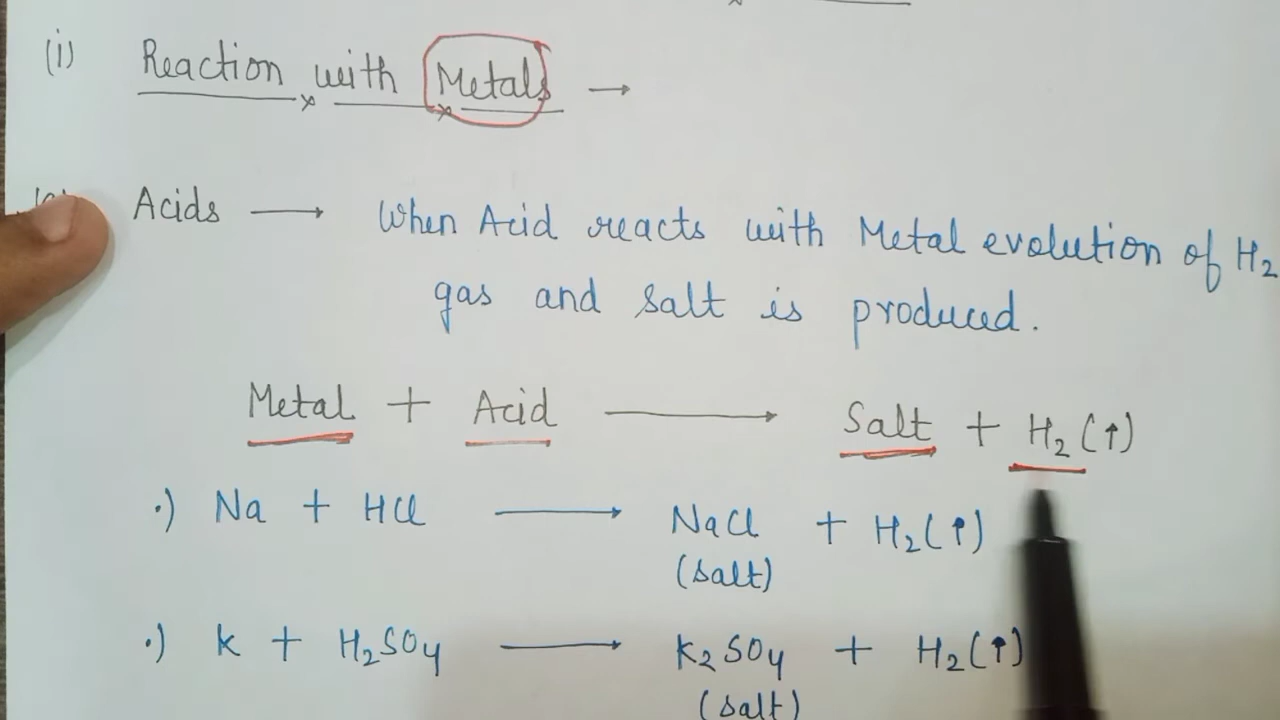 (i) Reaction with Metals →
Acids → When Acid reacts with Metal evolution of H₂
gas and salt is produced.
Metal + Acid → Salt + H₂(↑)
·) Na + HCl → NaCl + H₂(↑)
(salt)
·) K + H₂SO₄ → K₂SO₄ + H₂(↑)
(salt)